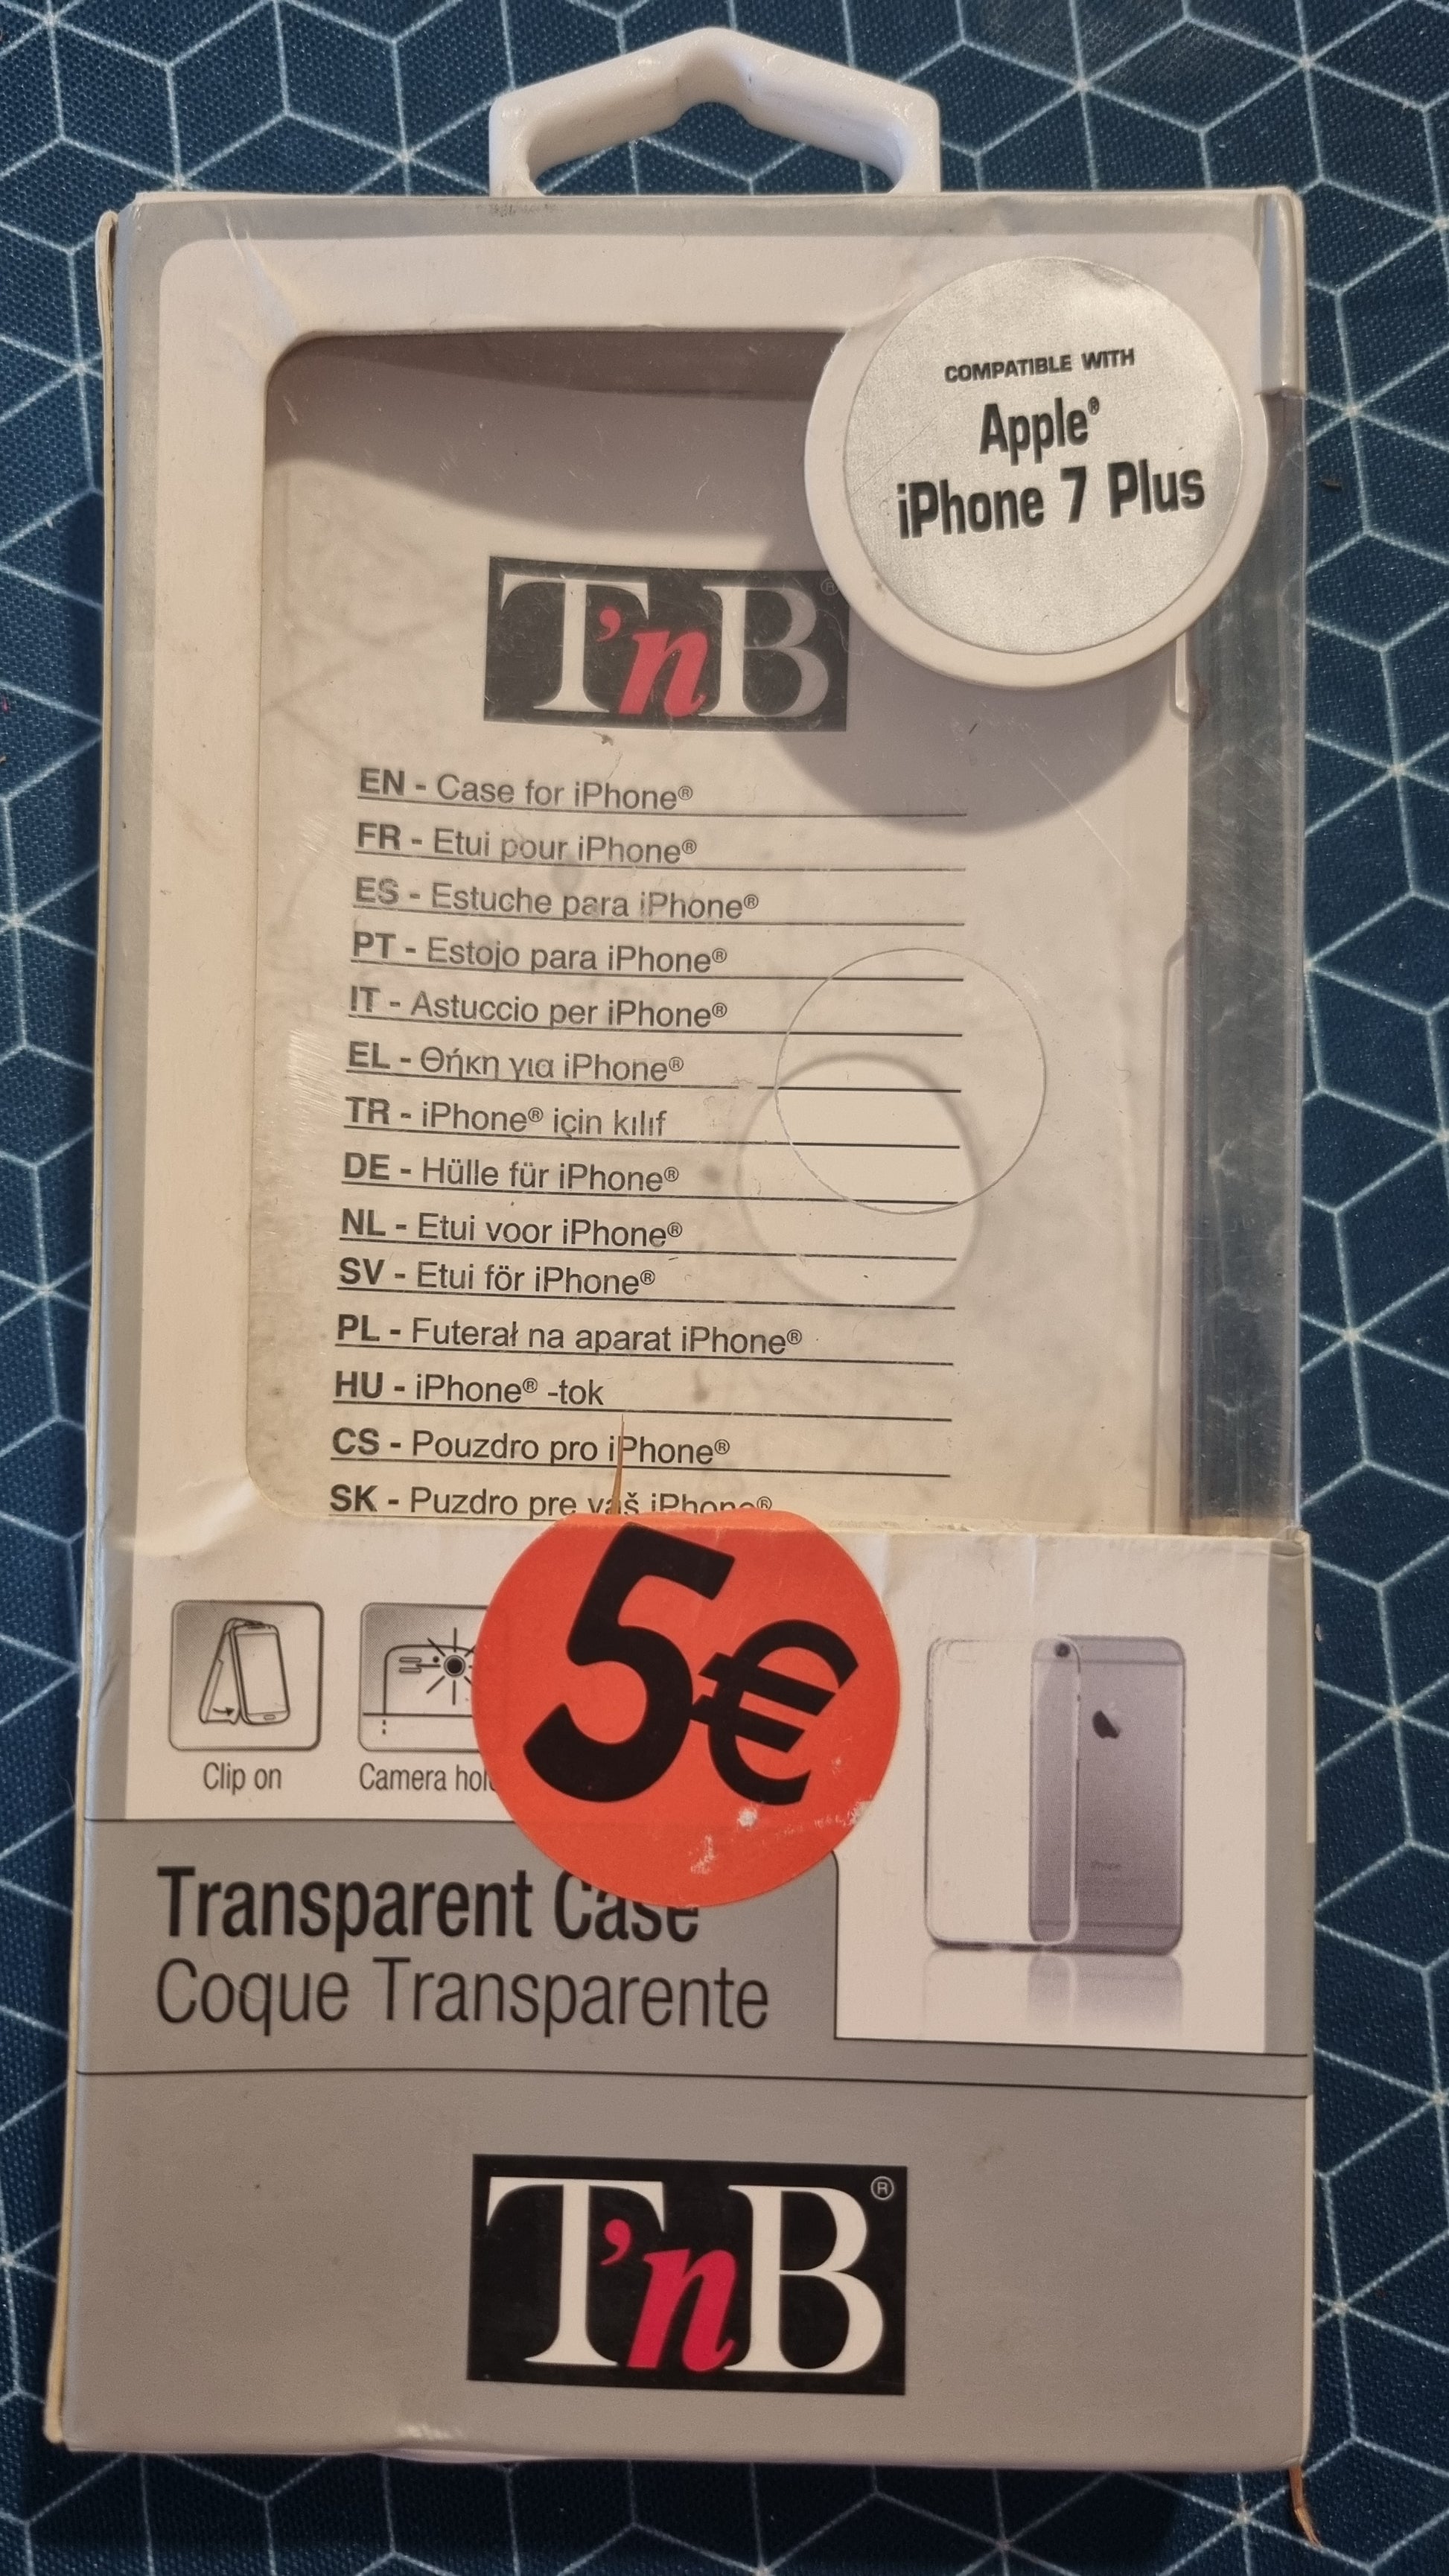 COMPATIBLE WITH
Apple®
iPhone 7 Plus
T'nB®
EN - Case for iPhone®
FR - Etui pour iPhone®
ES - Estuche para iPhone®
PT - Estojo para iPhone®
IT - Astuccio per iPhone®
EL - Θήκη για iPhone®
TR - iPhone® için kılıf
DE - Hülle für iPhone®
NL - Etui voor iPhone®
SV - Etui för iPhone®
PL - Futerał na aparat iPhone®
HU - iPhone® -tok
CS - Pouzdro pro iPhone®
SK - Puzdro pre váš iPhone®
5€
Clip on
Camera hol
iPhone
Transparent Case
Coque Transparente
T'nB®